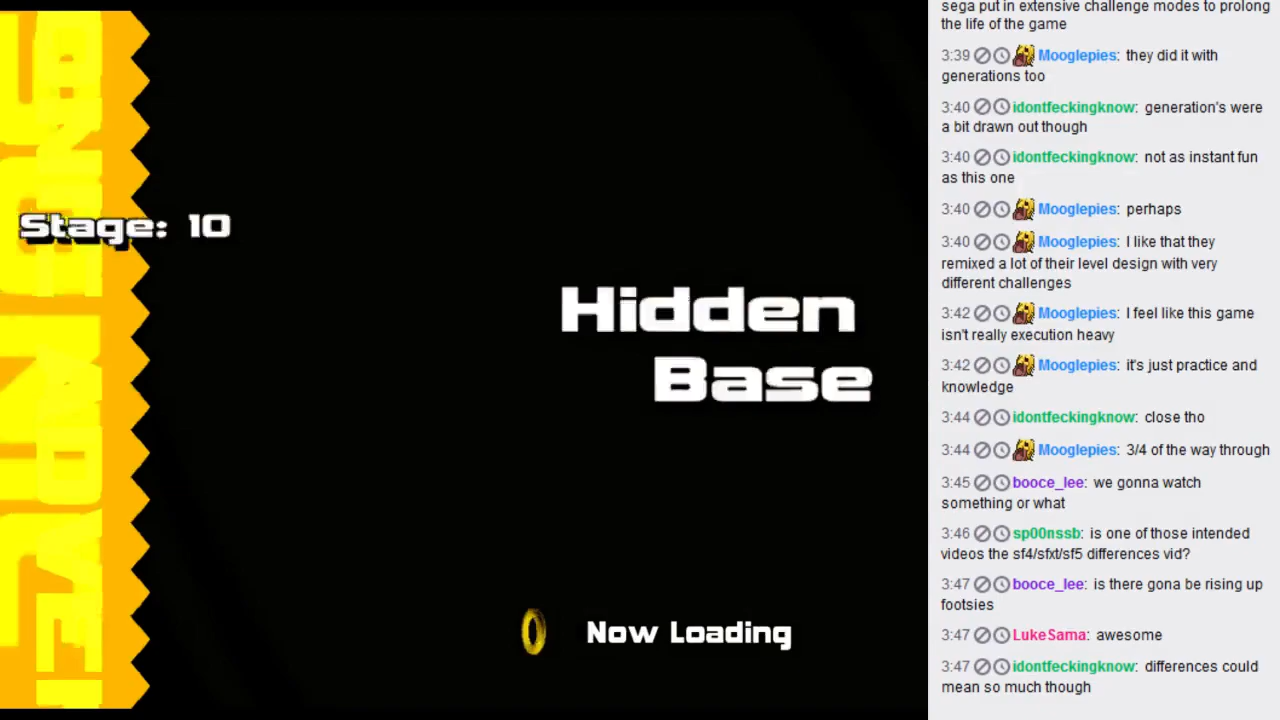 Stage: 10
Hidden
Base
Now Loading
sega put in extensive challenge modes to prolong
the life of the game
3:39 Mooglepies: they did it with
generations too
3:40 idontfeckingknow: generation's were
a bit drawn out though
3:40 idontfeckingknow: not as instant fun
as this one
3:40 Mooglepies: perhaps
3:40 Mooglepies: I like that they
remixed a lot of their level design with very
different challenges
3:42 Mooglepies: I feel like this game
isn't really execution heavy
3:42 Mooglepies: it's just practice and
knowledge
3:44 idontfeckingknow: close tho
3:44 Mooglepies: 3/4 of the way through
3:45 booce_lee: we gonna watch
something or what
3:46 sp00nssb: is one of those intended
videos the sf4/sfxt/sf5 differences vid?
3:47 booce_lee: is there gona be rising up
footsies
3:47 LukeSama: awesome
3:47 idontfeckingknow: differences could
mean so much though